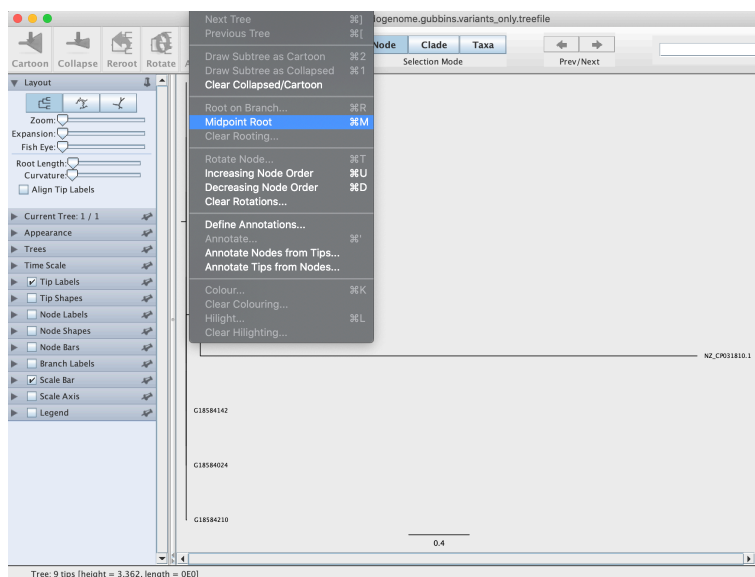 logenome.gubbins.variants_only.treefile
Cartoon Collapse Reroot Rotate
Node Clade Taxa
Selection Mode
Prev/Next
Next Tree ⌘]
Previous Tree ⌘[
Draw Subtree as Cartoon ⌘2
Draw Subtree as Collapsed ⌘1
Clear Collapsed/Cartoon
Root on Branch... ⌘R
Midpoint Root ⌘M
Clear Rooting...
Rotate Node... ⌘T
Increasing Node Order ⌘U
Decreasing Node Order ⌘D
Clear Rotations...
Define Annotations...
Annotate... ⌘'
Annotate Nodes from Tips...
Annotate Tips from Nodes...
Colour... ⌘K
Clear Colouring...
Hilight... ⌘L
Clear Hilighting...
Layout
Zoom:
Expansion:
Fish Eye:
Root Length:
Curvature:
Align Tip Labels
Current Tree: 1 / 1
Appearance
Trees
Time Scale
Tip Labels
Tip Shapes
Node Labels
Node Shapes
Node Bars
Branch Labels
Scale Bar
Scale Axis
Legend
NZ_CP031810.1
G18584142
G18584024
G18584210
0.4
Tree: 9 tips [height = 3.362, length = 0E0]